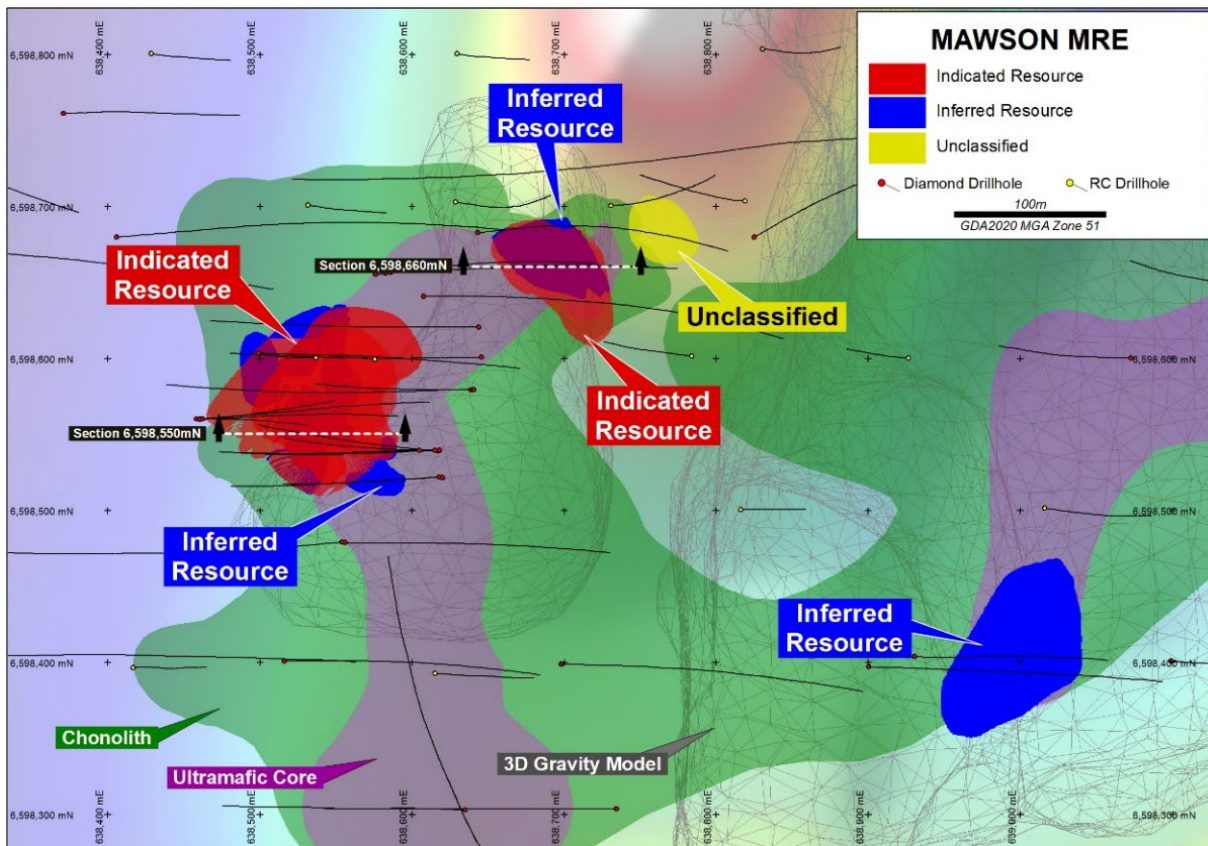 638,400 mE
638,500 mE
638,600 mE
638,700 mE
638,800 mE
MAWSON MRE
Indicated Resource
Inferred Resource
Unclassified
Diamond Drillhole
RC Drillhole
100m
GDA2020 MGA Zone 51
6,598,800 mN
Inferred
Resource
6,598,700 mN
Indicated
Resource
Section 6,598,660mN
Unclassified
6,598,600 mN
6,598,600 mN
Indicated
Resource
Section 6,598,550mN
6,598,500 mN
6,598,500 mN
Inferred
Resource
Inferred
Resource
6,598,400 mN
6,598,400 mN
Chonolith
Ultramafic Core
3D Gravity Model
6,598,300 mN
6,598,300 mN
638,400 mE
638,500 mE
638,600 mE
638,700 mE
638,800 mE
638,900 mE
639,900 mE